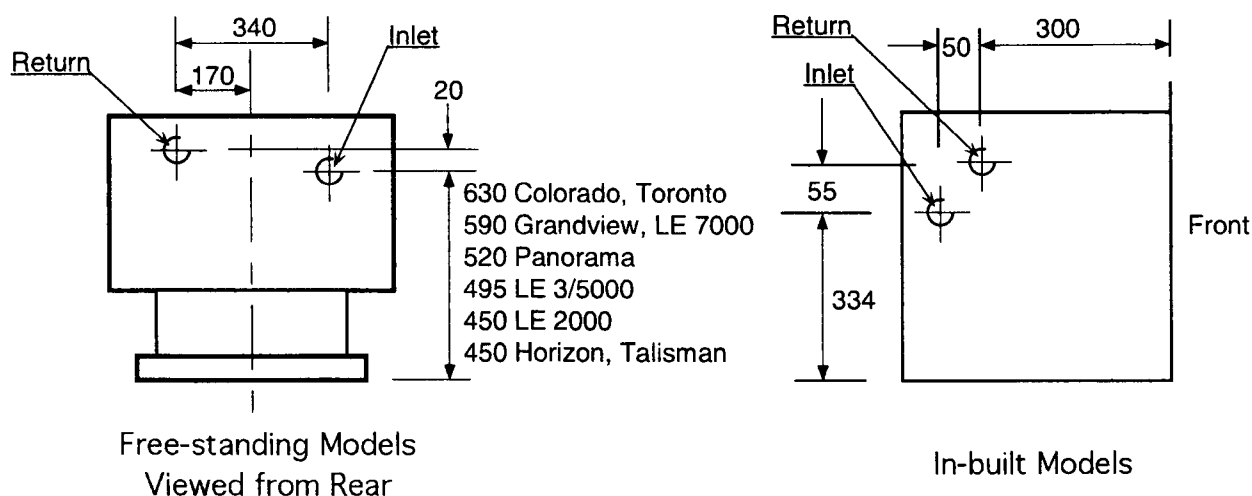 340
Inlet
Return
170
20
630 Colorado, Toronto
590 Grandview, LE 7000
520 Panorama
495 LE 3/5000
450 LE 2000
450 Horizon, Talisman
Free-standing Models
Viewed from Rear
Return
50
300
Inlet
55
Front
334
In-built Models